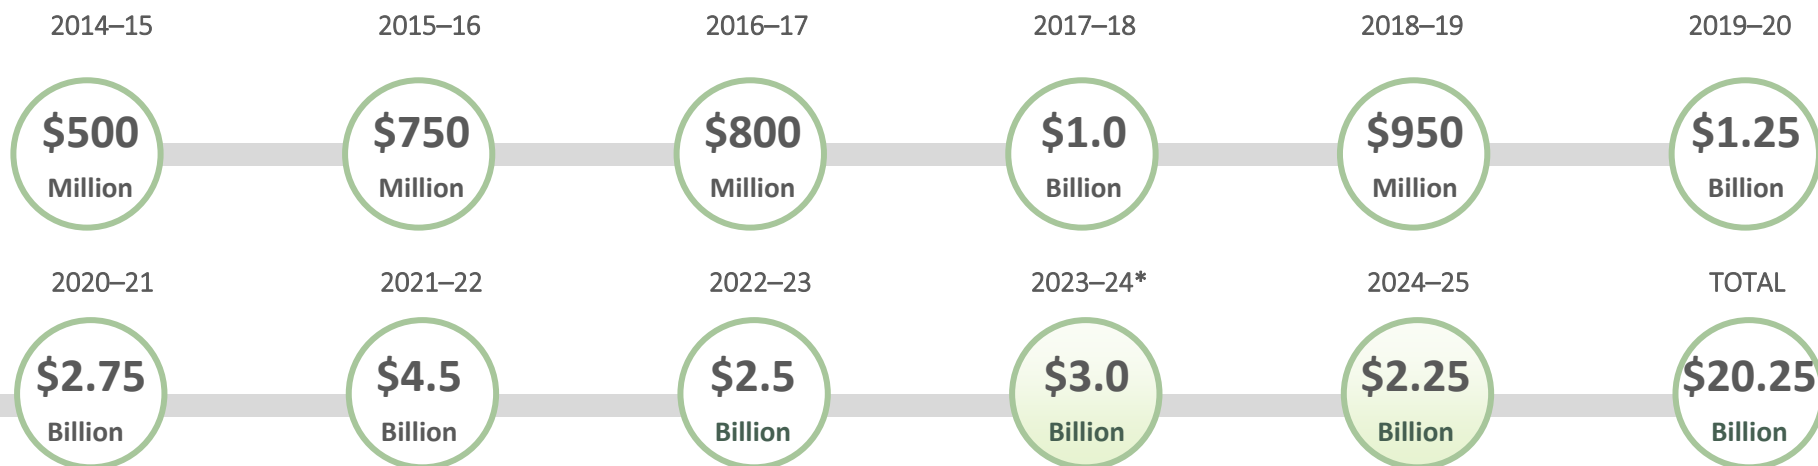 2014–15 2015–16 2016–17 2017–18 2018–19 2019–20
$500 $750 $800 $1.0 $950 $1.25
Million Million Million Billion Million Billion
2020–21 2021–22 2022–23 2023–24* 2024–25 TOTAL
$2.75 $4.5 $2.5 $3.0 $2.25 $20.25
Billion Billion Billion Billion Billion Billion